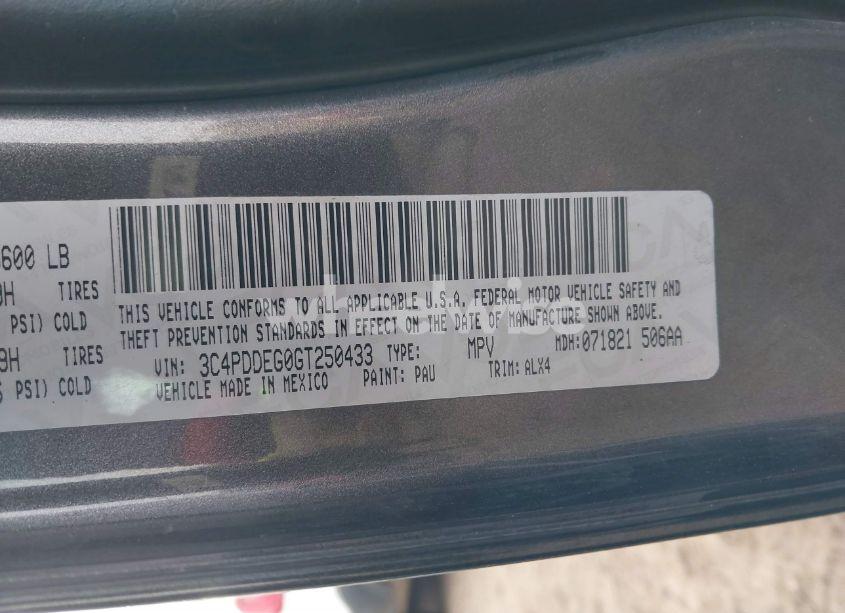 600 LB
TIRES
PSI) COLD
TIRES
PSI) COLD
THIS VEHICLE CONFORMS TO ALL APPLICABLE U.S.A. FEDERAL MOTOR VEHICLE SAFETY AND
THEFT PREVENTION STANDARDS IN EFFECT ON THE DATE OF MANUFACTURE SHOWN ABOVE.
VIN: 3C4PDDEG0GT250433 TYPE: MPV MDH:071821 506AA
VEHICLE MADE IN MEXICO PAINT: PAU TRIM: ALX4